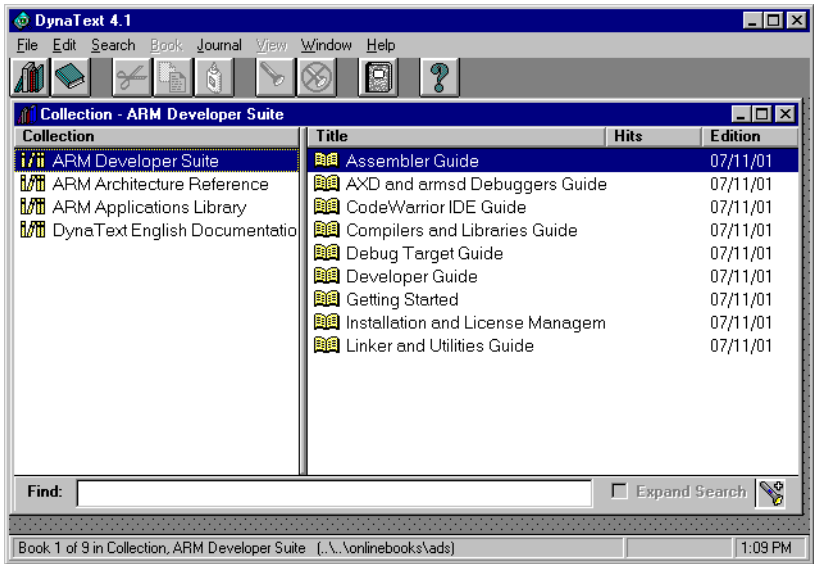 DynaText 4.1
File Edit Search Book Journal View Window Help
Collection - ARM Developer Suite
Collection Title Hits Edition
ARM Developer Suite Assembler Guide 07/11/01
ARM Architecture Reference AXD and armsd Debuggers Guide 07/11/01
ARM Applications Library CodeWarrior IDE Guide 07/11/01
DynaText English Documentatio Compilers and Libraries Guide 07/11/01
Debug Target Guide 07/11/01
Developer Guide 07/11/01
Getting Started 07/11/01
Installation and License Managem 07/11/01
Linker and Utilities Guide 07/11/01
Find: Expand Search
Book 1 of 9 in Collection, ARM Developer Suite (..\..\onlinebooks\ads) 1:09 PM